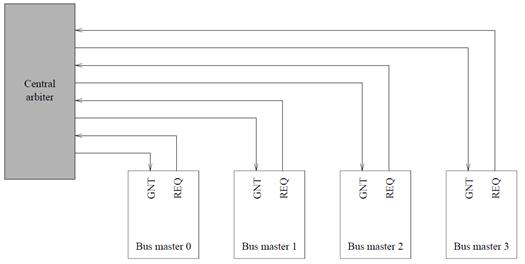 Central
arbiter
GNT REQ GNT REQ GNT REQ GNT REQ
Bus master 0 Bus master 1 Bus master 2 Bus master 3